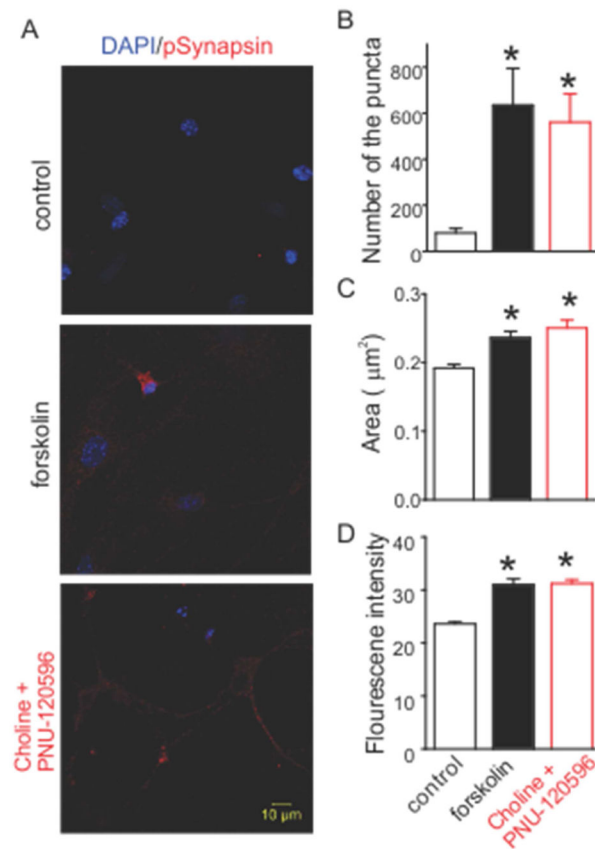 A
DAPI/pSynapsin
control
forskolin
Choline +
PNU-120596
10 µm
B
Number of the puncta
800
600
400
200
0
*
*
C
Area ( µm²)
0.3
0.2
0.1
0.0
*
*
D
Flourescene intensity
40
30
20
10
0
*
*
control
forskolin
Choline +
PNU-120596